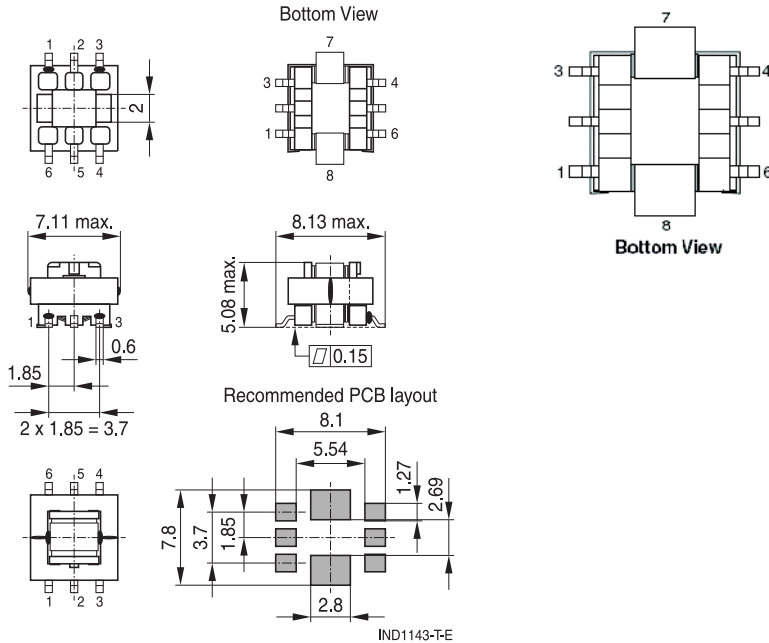 Bottom View
1 2 3
2
6 5 4
7
3 4
1 6
8
7
3 4
1 6
8
Bottom View
7.11 max.
8.13 max.
5.08 max.
1 3
0.6
1.85
2 x 1.85 = 3.7
0.15
Recommended PCB layout
8.1
5.54
1.27
2.69
7.8
3.7
1.85
2.8
6 5 4
1 2 3
IND1143-T-E